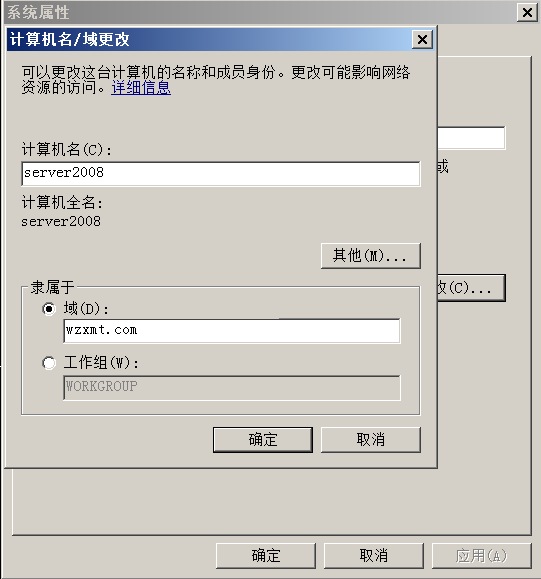 系统属性
计算机名/域更改
可以更改这台计算机的名称和成员身份。更改可能影响网络
资源的访问。详细信息
计算机名(C):
server2008
或
计算机全名:
server2008
其他(M)...
改(C)...
隶属于
域(D):
wzxmt.com
工作组(W):
WORKGROUP
确定
取消
确定
取消
应用(A)